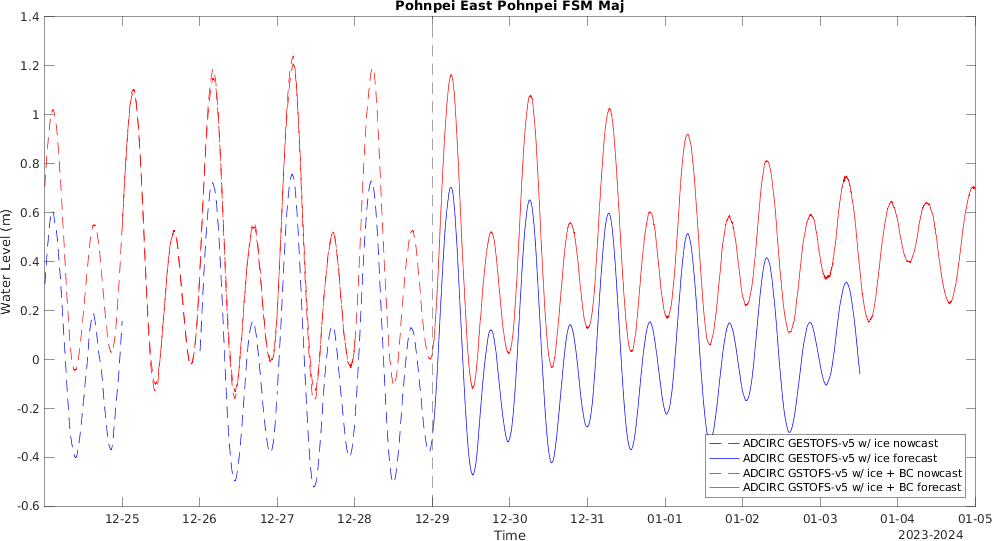 Pohnpei East Pohnpei FSM Maj
1.4
1.2
1
0.8
0.6
0.4
0.2
0
-0.2
-0.4
-0.6
Water Level (m)
ADCIRC GESTOFS-v5 w/ ice nowcast
ADCIRC GESTOFS-v5 w/ ice forecast
ADCIRC GSTOFS-v5 w/ ice + BC nowcast
ADCIRC GSTOFS-v5 w/ ice + BC forecast
12-25 12-26 12-27 12-28 12-29 12-30 12-31 01-01 01-02 01-03 01-04 01-05
Time
2023-2024